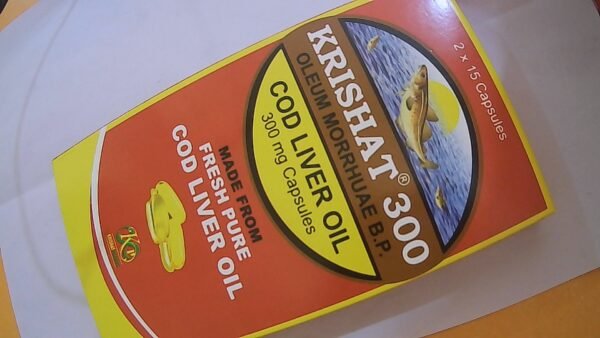 2 x 15 Capsules
KRISHAT® 300
OLEUM MORRHUAE B.P.
COD LIVER OIL
300 mg Capsules
MADE FROM
FRESH PURE
COD LIVER OIL